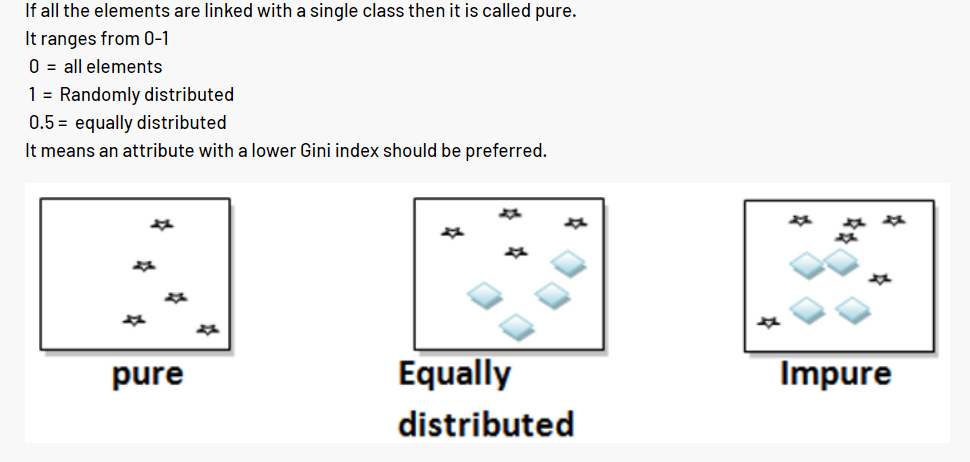 If all the elements are linked with a single class then it is called pure.
It ranges from 0-1
0 = all elements
1 = Randomly distributed
0.5 = equally distributed
It means an attribute with a lower Gini index should be preferred.
pure
Equally
distributed
Impure